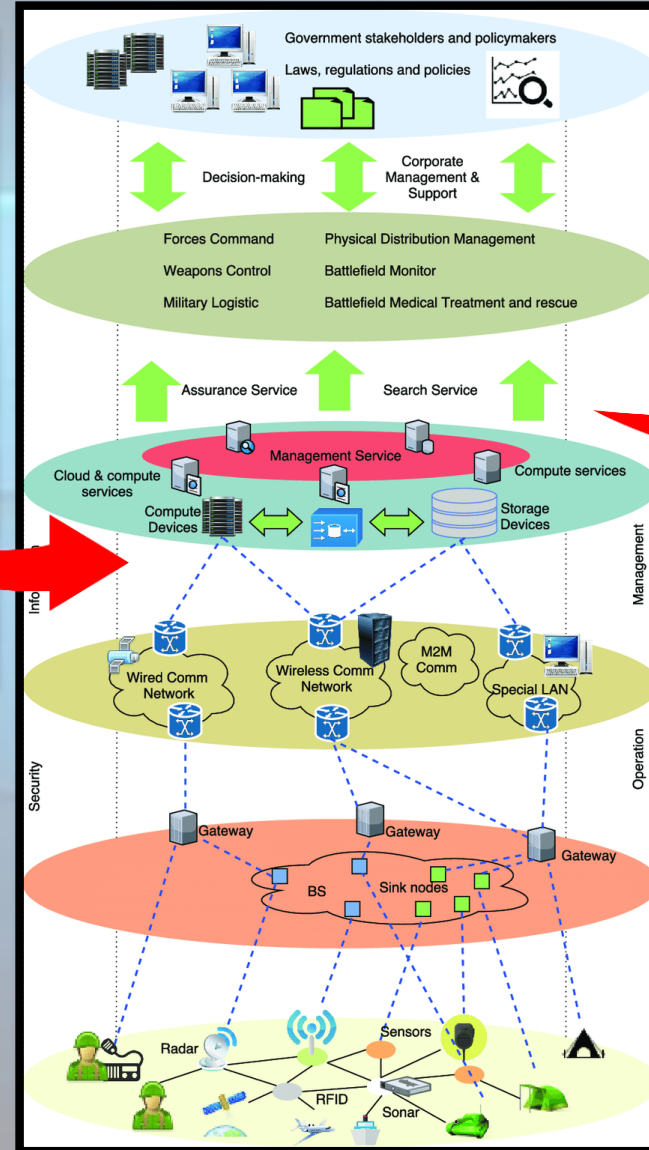 Government stakeholders and policymakers
Laws, regulations and policies
Decision-making
Corporate
Management &
Support
Forces Command
Physical Distribution Management
Weapons Control
Battlefield Monitor
Military Logistic
Battlefield Medical Treatment and rescue
Assurance Service
Search Service
Management Service
Cloud & compute
services
Compute services
Compute
Devices
Storage
Devices
Management
Wired Comm
Network
Wireless Comm
Network
M2M
Comm
Special LAN
Security
Operation
Gateway
Gateway
Gateway
BS
Sink nodes
Radar
Sensors
RFID
Sonar